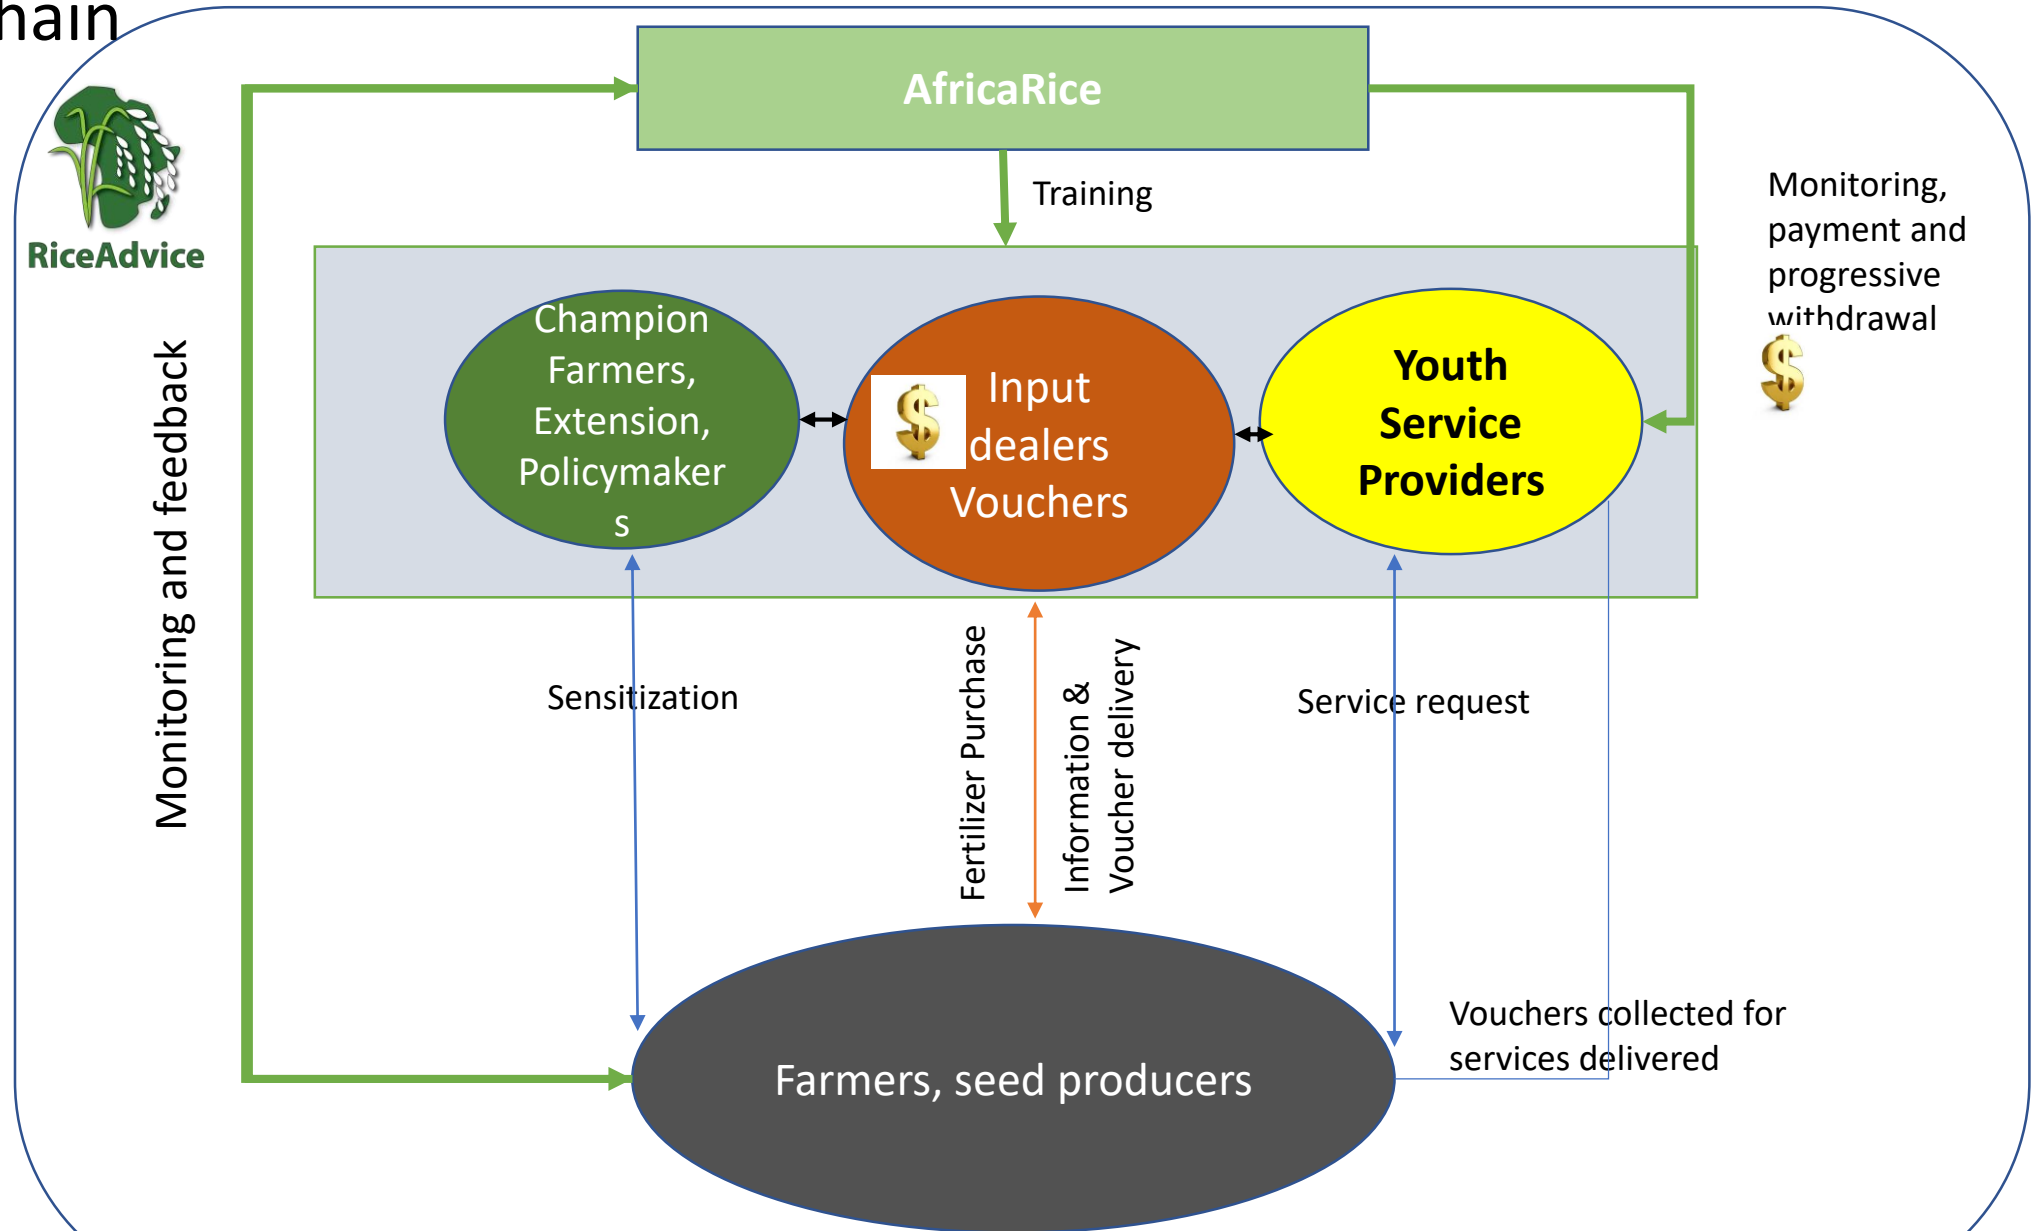 hain
AfricaRice
RiceAdvice
Training
Monitoring,
payment and
progressive
withdrawal
Monitoring and feedback
Champion
Farmers,
Extension,
Policymaker
s
Input
dealers
Vouchers
Youth
Service
Providers
Sensitization
Fertilizer Purchase
Information &
Voucher delivery
Service request
Vouchers collected for
services delivered
Farmers, seed producers